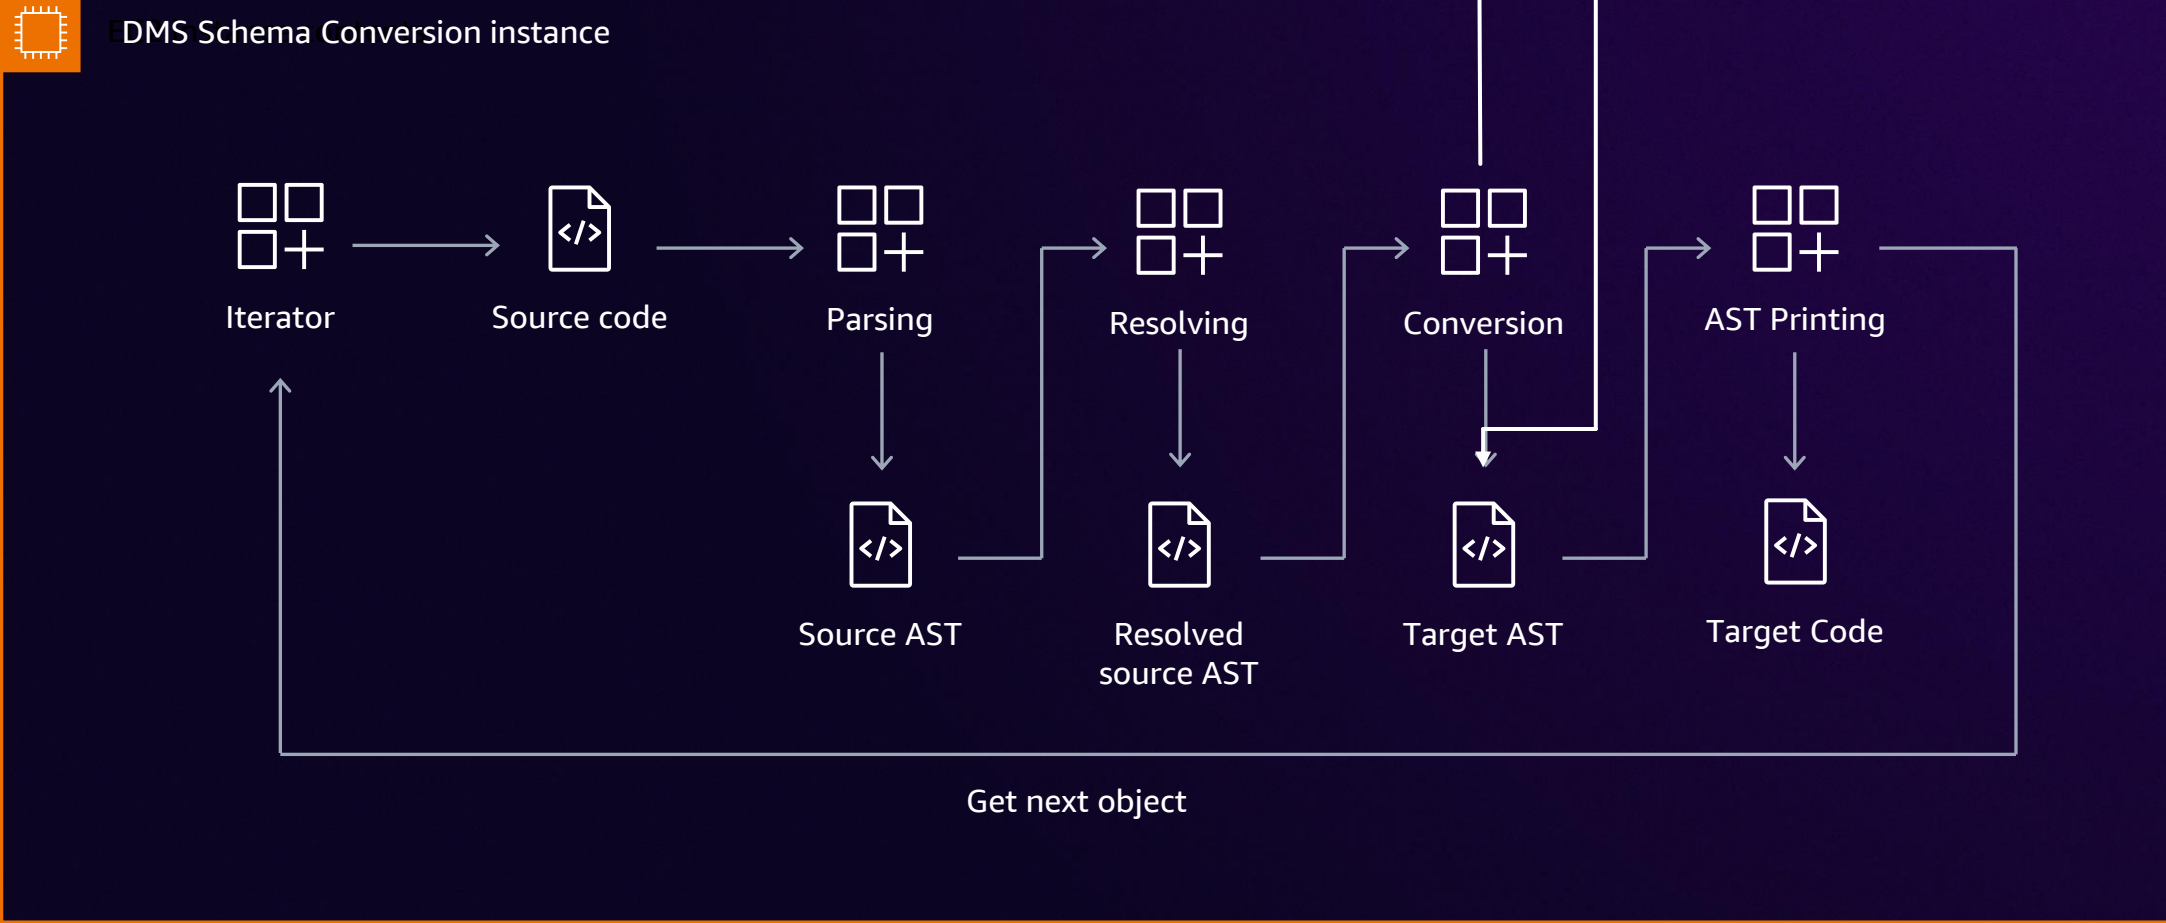 DMS Schema Conversion instance
Iterator
Source code
Parsing
Resolving
Conversion
AST Printing
</>
</>
</>
</>
</>
Source AST
Resolved
source AST
Target AST
Target Code
Get next object